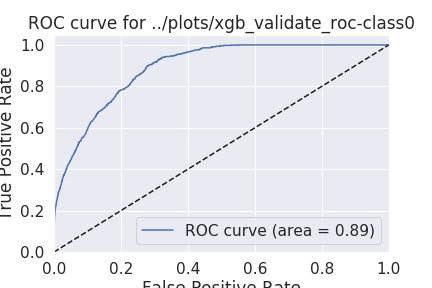 ROC curve for ../plots/xgb_validate_roc-class0
True Positive Rate
1.0
0.8
0.6
0.4
0.2
0.0
ROC curve (area = 0.89)
0.0 0.2 0.4 0.6 0.8 1.0
False Positive Rate